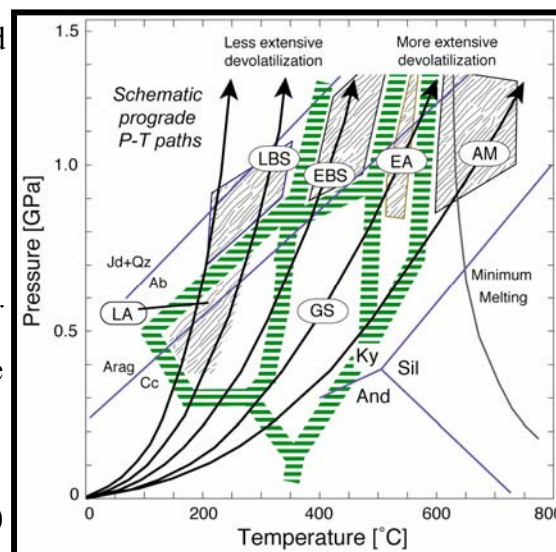 1.5
Less extensive
devolatilization
More extensive
devolatilization
Schematic
prograde
P-T paths
LBS
EBS
EA
AM
1.0
Pressure [GPa]
Jd+Qz
Ab
Minimum
Melting
LA
GS
0.5
Ky
Sil
Arag
Cc
And
0
0
200
400
600
800
Temperature [˚C]
d
e
)